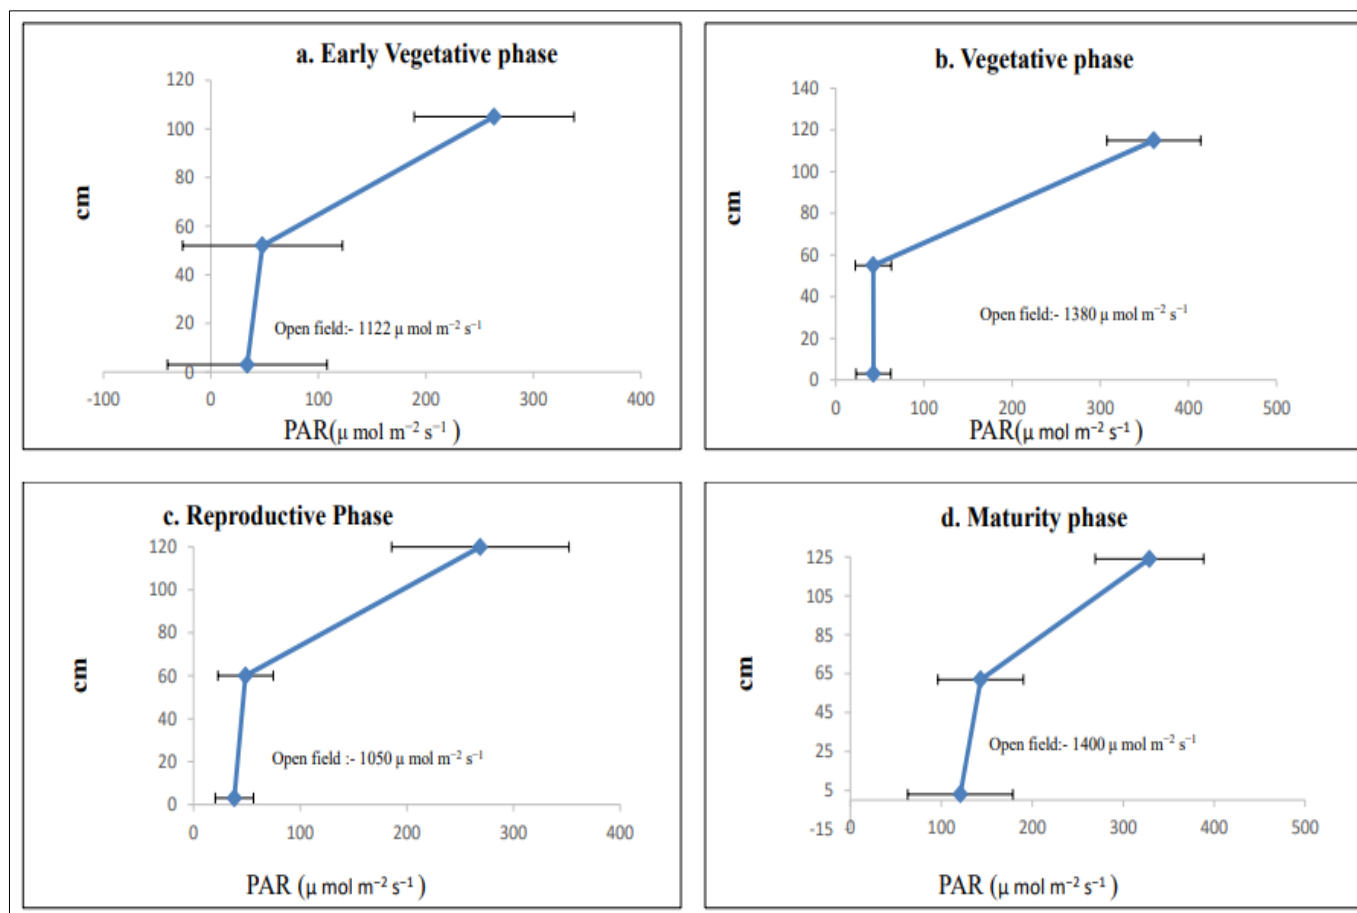 a. Early Vegetative phase
120
100
80
60
40
20
0
cm
Open field:- 1122 µ mol m⁻² s⁻¹
-100 0 100 200 300 400
PAR(µ mol m⁻² s⁻¹ )
b. Vegetative phase
140
120
100
80
60
40
20
0
cm
Open field:- 1380 µ mol m⁻² s⁻¹
0 100 200 300 400 500
PAR(µ mol m⁻² s⁻¹ )
c. Reproductive Phase
120
100
80
60
40
20
0
cm
Open field :- 1050 µ mol m⁻² s⁻¹
0 100 200 300 400
PAR (µ mol m⁻² s⁻¹ )
d. Maturity phase
125
105
85
65
45
25
5
-15
cm
Open field:- 1400 µ mol m⁻² s⁻¹
0 100 200 300 400 500
PAR (µ mol m⁻² s⁻¹ )